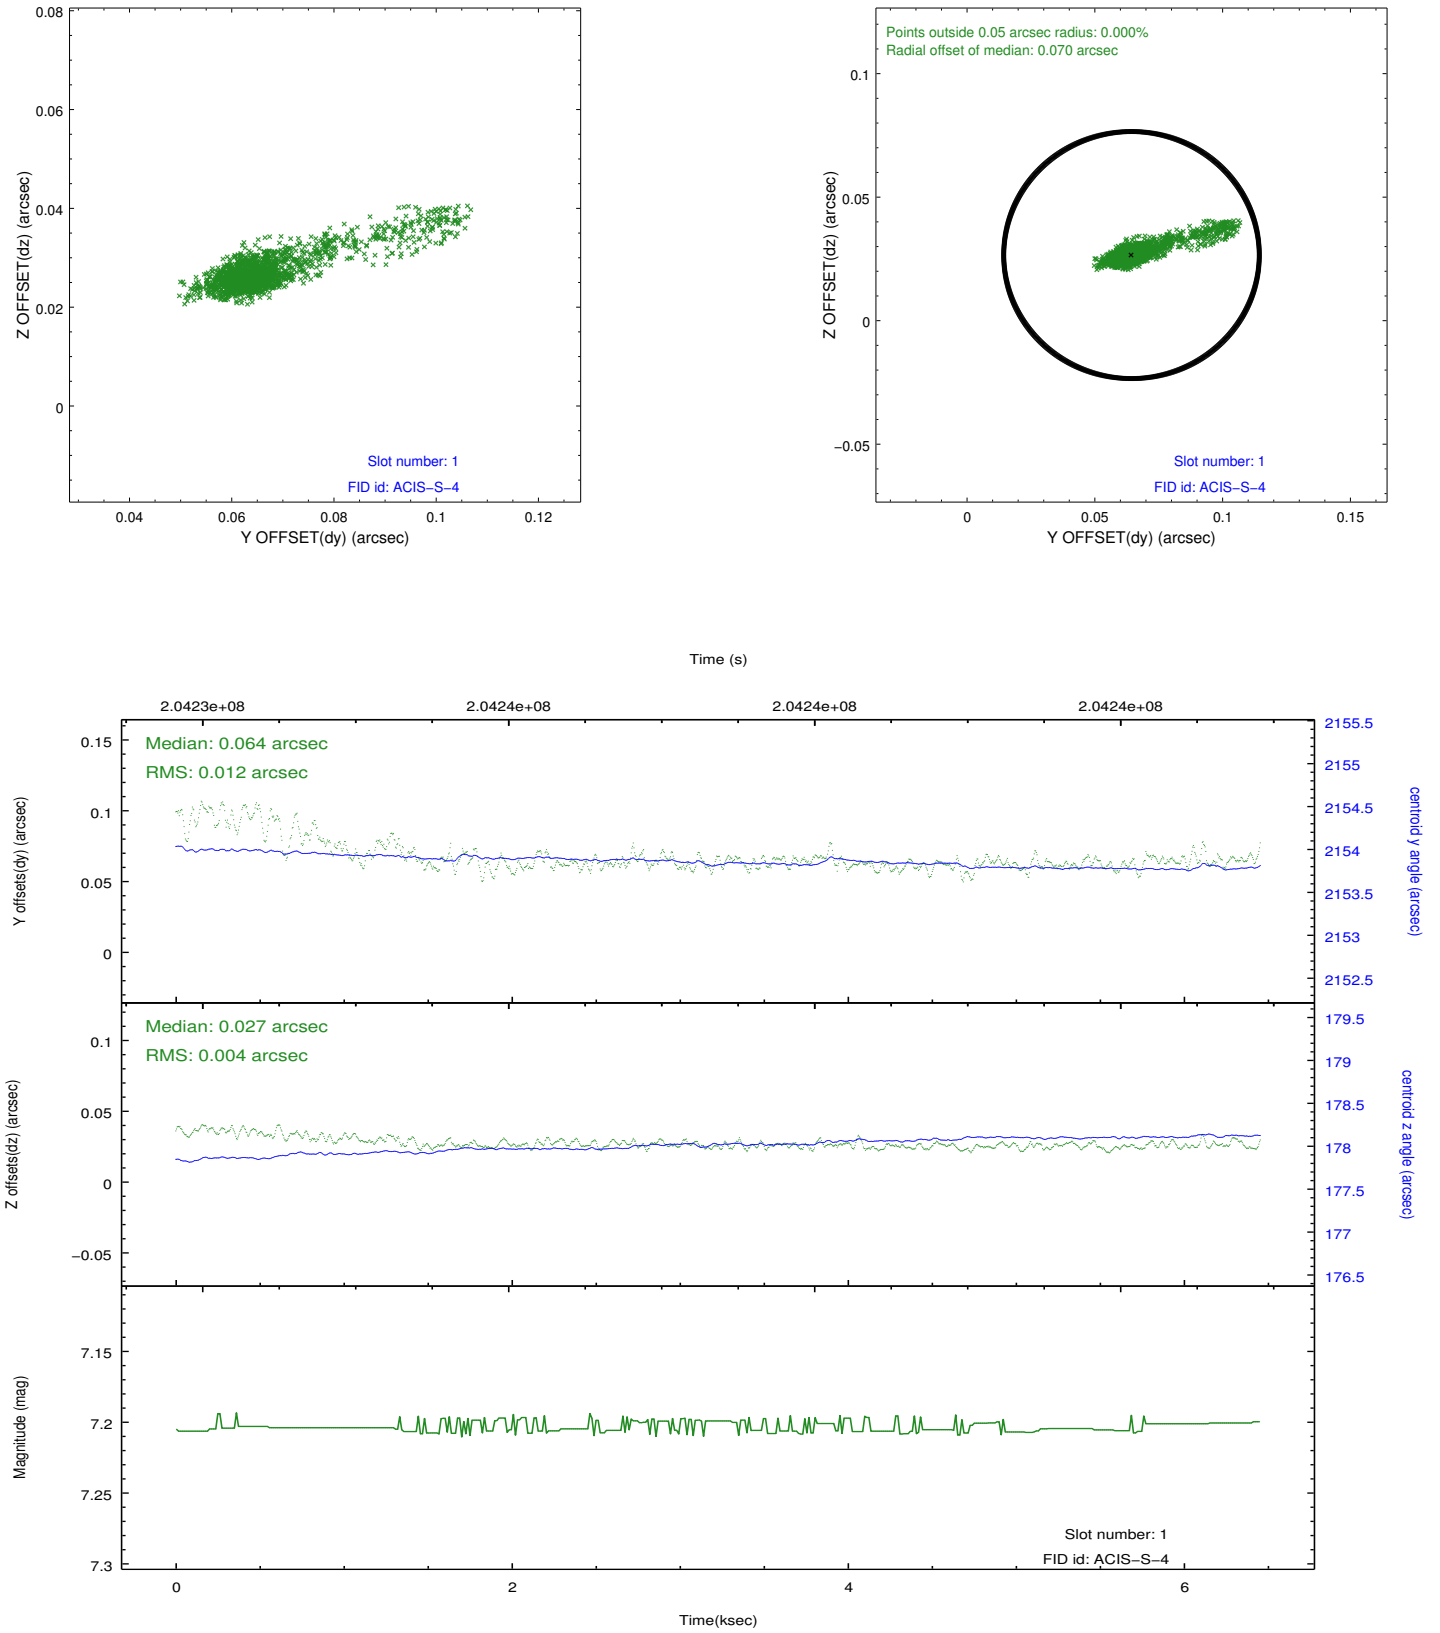 0.08
0.06
0.04
0.02
0
Z OFFSET(dz) (arcsec)
Slot number: 1
FID id: ACIS−S−4
0.04 0.06 0.08 0.1 0.12
Y OFFSET(dy) (arcsec)
Points outside 0.05 arcsec radius: 0.000%
Radial offset of median: 0.070 arcsec
0.1
0.05
0
−0.05
Z OFFSET(dz) (arcsec)
Slot number: 1
FID id: ACIS−S−4
0 0.05 0.1 0.15
Y OFFSET(dy) (arcsec)
Time (s)
2.0423e+08 2.0424e+08 2.0424e+08 2.0424e+08
Median: 0.064 arcsec
RMS: 0.012 arcsec
0.15
0.1
0.05
0
Y offsets(dy) (arcsec)
2155.5
2155
2154.5
2154
2153.5
2153
2152.5
centroid y angle (arcsec)
Median: 0.027 arcsec
RMS: 0.004 arcsec
0.1
0.05
0
−0.05
Z offsets(dz) (arcsec)
179.5
179
178.5
178
177.5
177
176.5
centroid z angle (arcsec)
7.15
7.2
7.25
7.3
Magnitude (mag)
Slot number: 1
FID id: ACIS−S−4
0 2 4 6
Time(ksec)